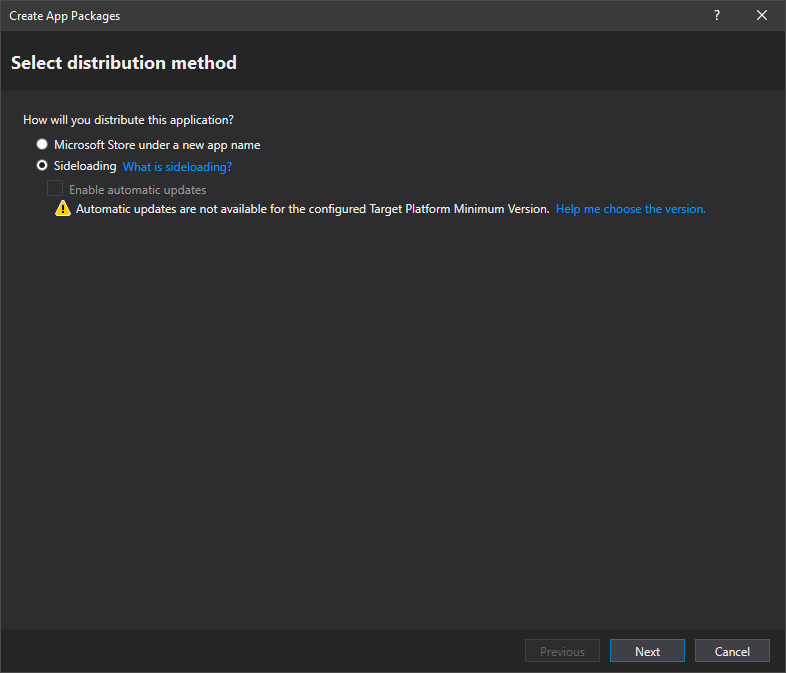 Create App Packages ?
Select distribution method
How will you distribute this application?
Microsoft Store under a new app name
Sideloading What is sideloading?
Enable automatic updates
Automatic updates are not available for the configured Target Platform Minimum Version. Help me choose the version.
Previous Next Cancel